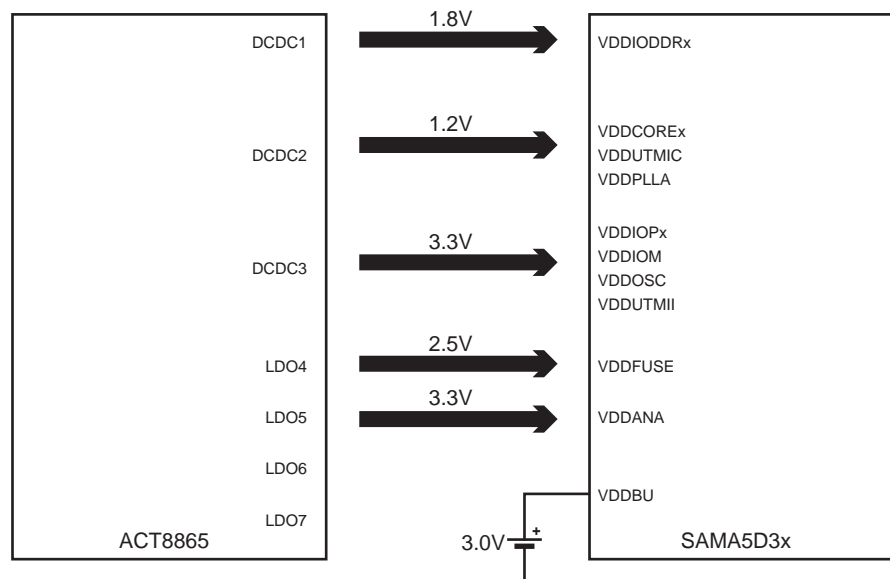 1.8V
DCDC1
VDDIODDRx
1.2V
DCDC2
VDDCOREx
VDDUTMIC
VDDPLLA
3.3V
DCDC3
VDDIOPx
VDDIOM
VDDOSC
VDDUTMII
2.5V
LDO4
VDDFUSE
3.3V
LDO5
VDDANA
LDO6
VDDBU
LDO7
ACT8865
3.0V
+
SAMA5D3x